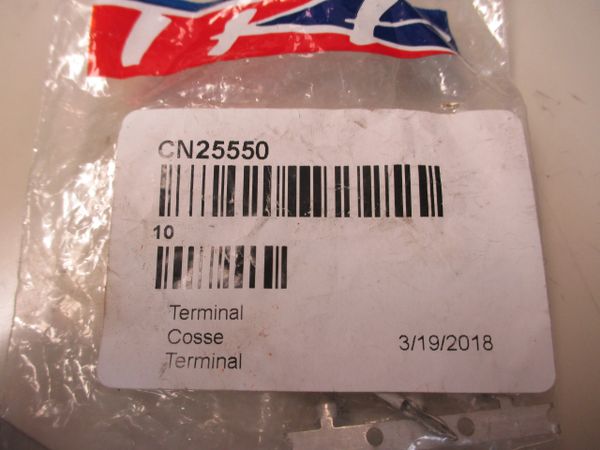 CN25550
10
Terminal
Cosse
Terminal
3/19/2018